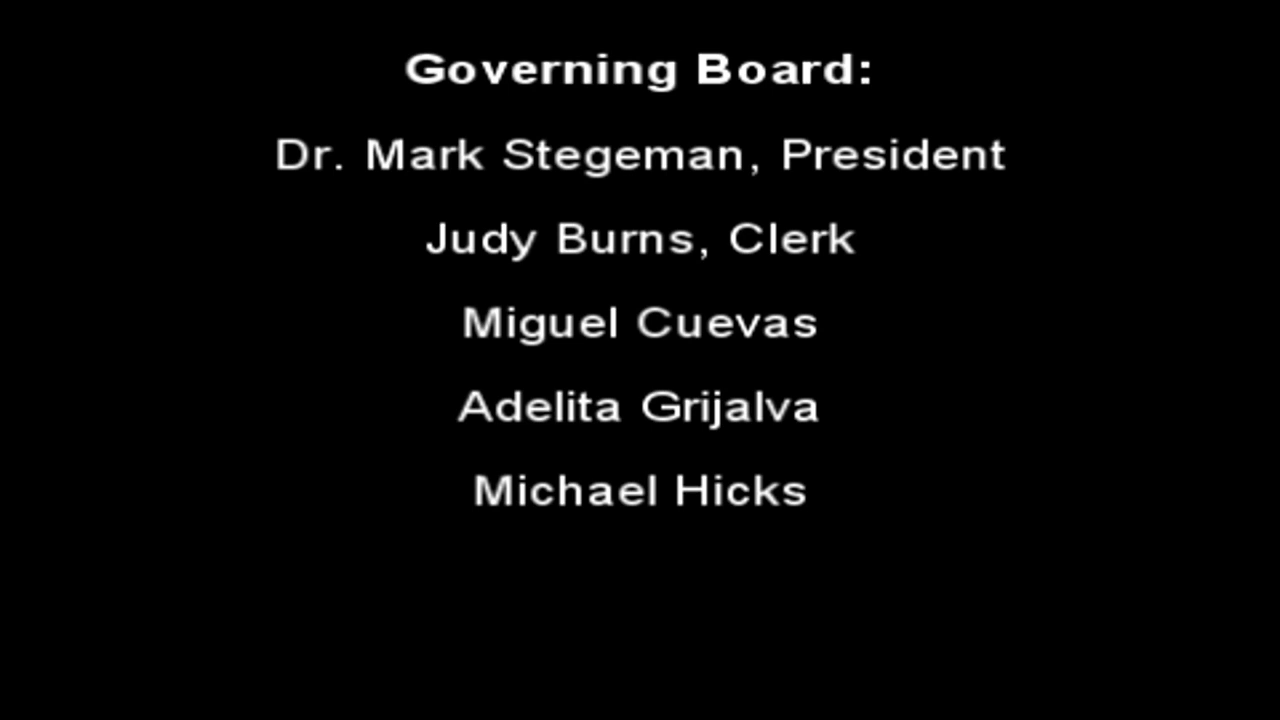 Governing Board:
Dr. Mark Stegeman, President
Judy Burns, Clerk
Miguel Cuevas
Adelita Grijalva
Michael Hicks